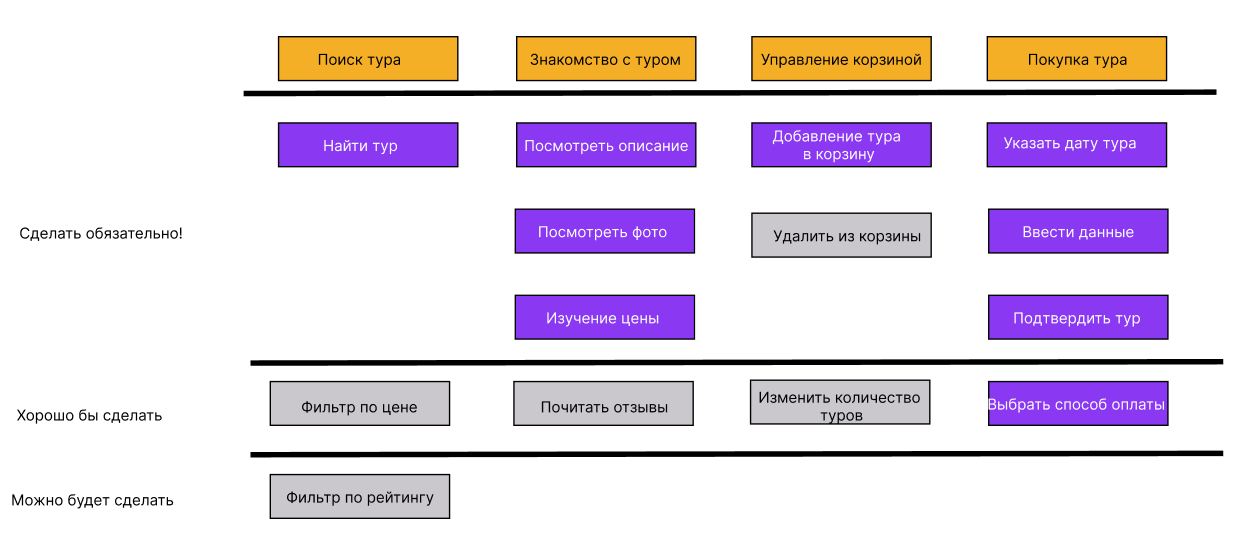 Поиск тура
Знакомство с туром
Управление корзиной
Покупка тура
Найти тур
Посмотреть описание
Добавление тура
в корзину
Указать дату тура
Сделать обязательно!
Посмотреть фото
Удалить из корзины
Ввести данные
Изучение цены
Подтвердить тур
Хорошо бы сделать
Фильтр по цене
Почитать отзывы
Изменить количество
туров
Выбрать способ оплаты
Можно будет сделать
Фильтр по рейтингу